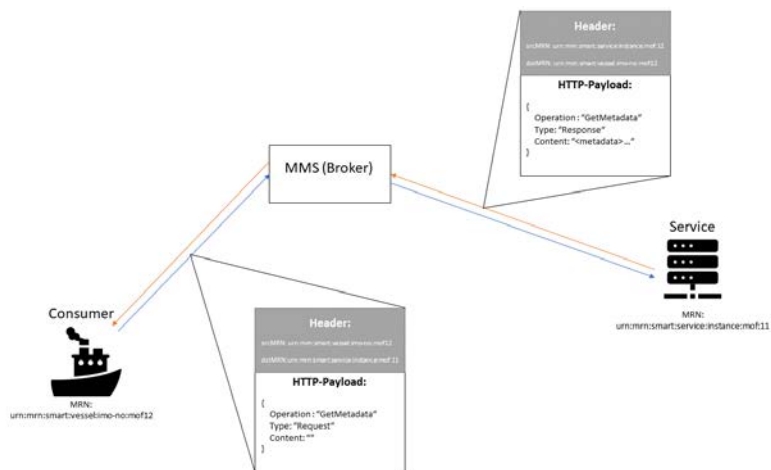 Header:
srcMRN: urn:mrn:smart:service:instance:mof:11
dstMRN: urn:mrn:smart:vessel:imo-no:mof12
HTTP-Payload:
{
Operation: "GetMetadata"
Type: "Response"
Content: "<metadata>..."
}
MMS (Broker)
Service
MRN:
urn:mrn:smart:service:instance:mof:11
Consumer
MRN:
urn:mrn:smart:vessel:imo-no:mof12
Header:
srcMRN: urn:mrn:smart:vessel:imo-no:mof12
dstMRN:urn:mrn:smart:service:instance:mof:11
HTTP-Payload:
{
Operation: "GetMetadata"
Type: "Request"
Content: ""
}